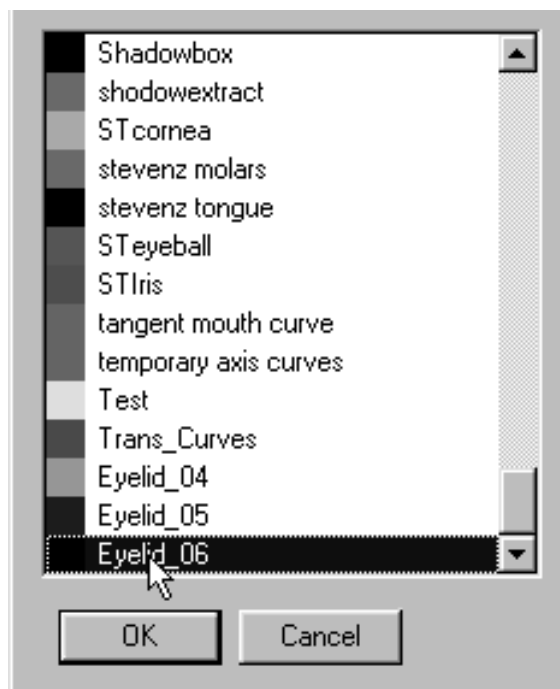 Shadowbox
shodowextract
STcornea
stevenz molars
stevenz tongue
STeyeball
STIris
tangent mouth curve
temporary axis curves
Test
Trans_Curves
Eyelid_04
Eyelid_05
Eyelid_06
OK Cancel